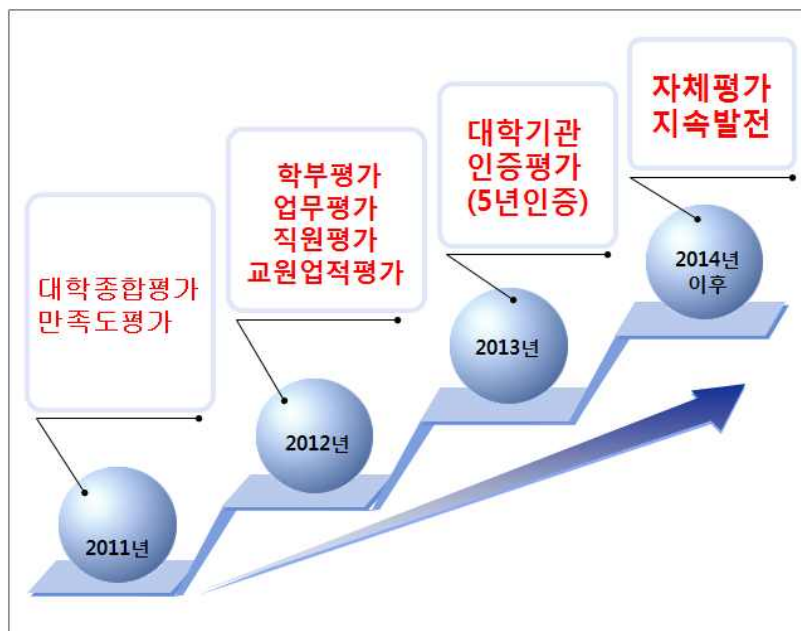 대학종합평가
만족도평가
2011년
학부평가
업무평가
직원평가
교원업적평가
2012년
대학기관
인증평가
(5년인증)
2013년
자체평가
지속발전
2014년
이후